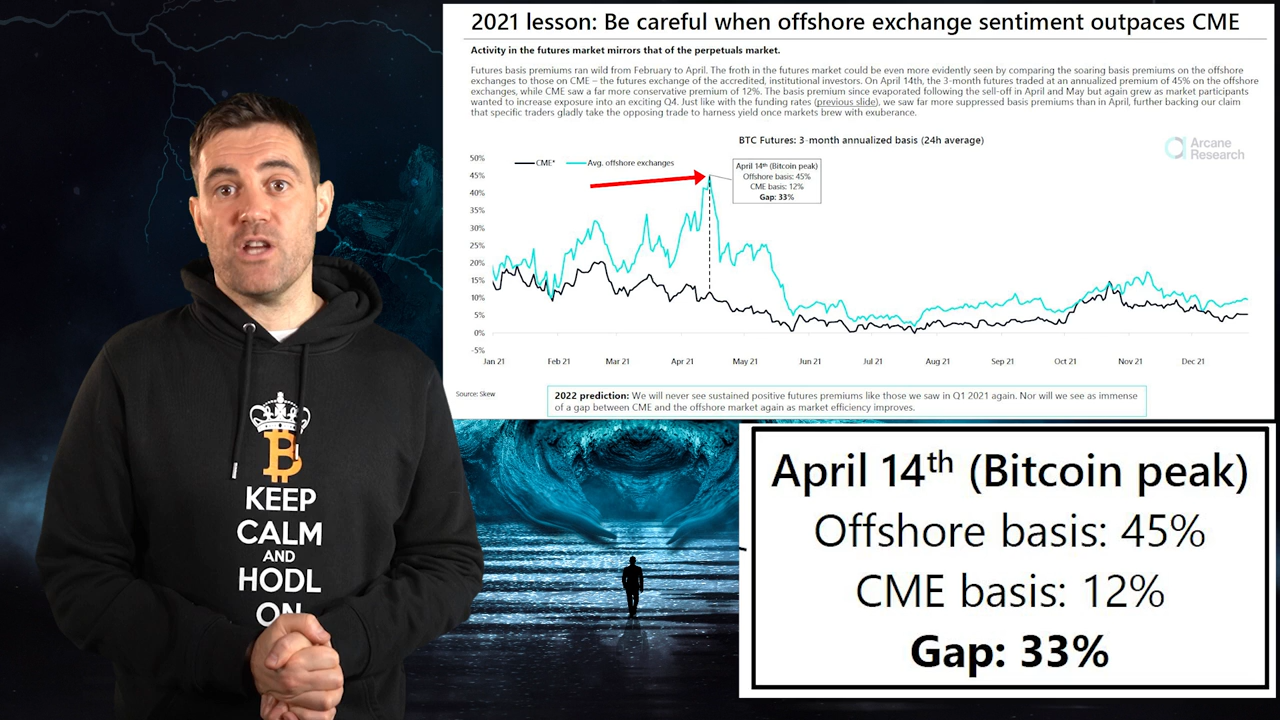 2021 lesson: Be careful when offshore exchange sentiment outpaces CME
Activity in the futures market mirrors that of the perpetuals market.
Futures basis premiums ran wild from February to April. The froth in the futures market could be even more evidently seen by comparing the soaring basis premiums on the offshore
exchanges to those on CME – the futures exchange of the accredited, institutional investors. On April 14th, the 3-month futures traded at an annualized premium of 45% on the offshore
exchanges, while CME saw a far more conservative premium of 12%. The basis premium since evaporated following the sell-off in April and May but again grew as market participants
wanted to increase exposure into an exciting Q4. Just like with the funding rates (previous slide), we saw far more suppressed basis premiums than in April, further backing our claim
that specific traders gladly take the opposing trade to harness yield once markets brew with exuberance.
BTC Futures: 3-month annualized basis (24h average)
Arcane
Research
CME*
Avg. offshore exchanges
April 14th (Bitcoin peak)
Offshore basis: 45%
CME basis: 12%
Gap: 33%
50%
45%
40%
35%
30%
25%
20%
15%
10%
5%
0%
-5%
Jan 21 Feb 21 Mar 21 Apr 21 May 21 Jun 21 Jul 21 Aug 21 Sep 21 Oct 21 Nov 21 Dec 21
Source: Skew
2022 prediction: We will never see sustained positive futures premiums like those we saw in Q1 2021 again. Nor will we see as immense
of a gap between CME and the offshore market again as market efficiency improves.
April 14th (Bitcoin peak)
Offshore basis: 45%
CME basis: 12%
Gap: 33%
B
KEEP
CALM
AND
HODL
ON